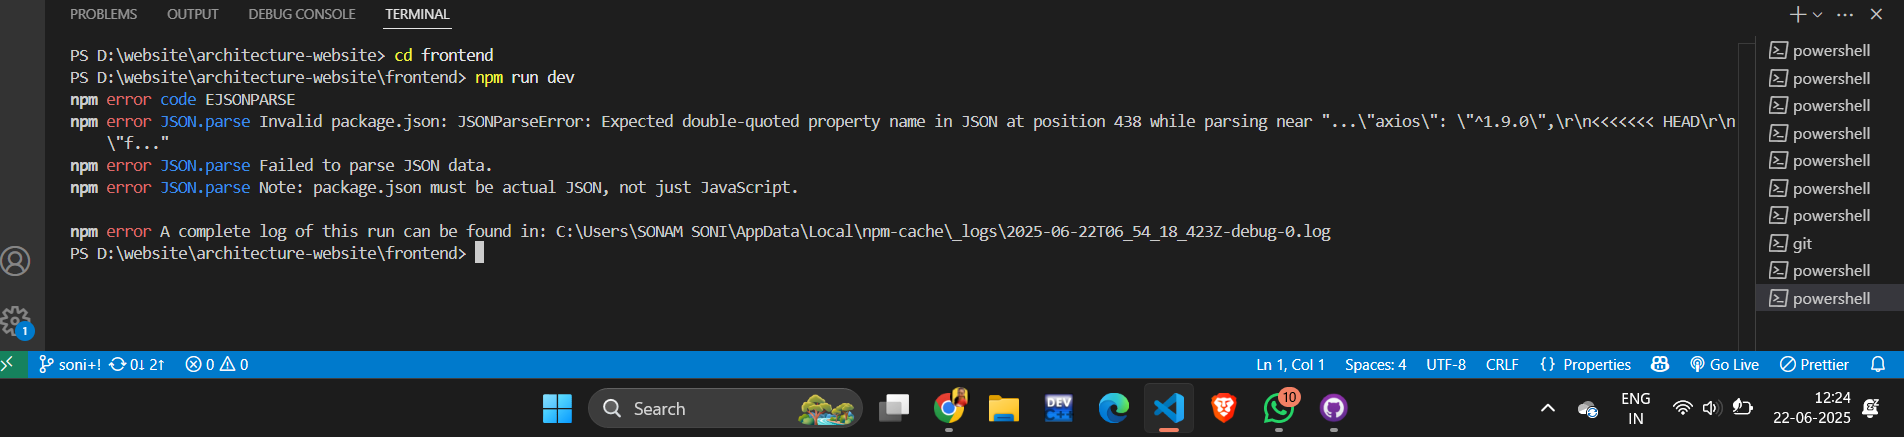 PROBLEMS OUTPUT DEBUG CONSOLE TERMINAL
PS D:\website\architecture-website> cd frontend
PS D:\website\architecture-website\frontend> npm run dev
npm error code EJSONPARSE
npm error JSON.parse Invalid package.json: JSONParseError: Expected double-quoted property name in JSON at position 438 while parsing near "...\"axios\": \"^1.9.0\",\r\n<<<<<<< HEAD\r\n
\"f..."
npm error JSON.parse Failed to parse JSON data.
npm error JSON.parse Note: package.json must be actual JSON, not just JavaScript.
npm error A complete log of this run can be found in: C:\Users\SONAM SONI\AppData\Local\npm-cache\_logs\2025-06-22T06_54_18_423Z-debug-0.log
PS D:\website\architecture-website\frontend>
powershell
powershell
powershell
powershell
powershell
powershell
powershell
git
powershell
powershell
1
soni+! 0↓ 2↑ 0 0 Ln 1, Col 1 Spaces: 4 UTF-8 CRLF {} Properties Go Live Prettier
Search DEV 10 ENG IN 12:24
22-06-2025